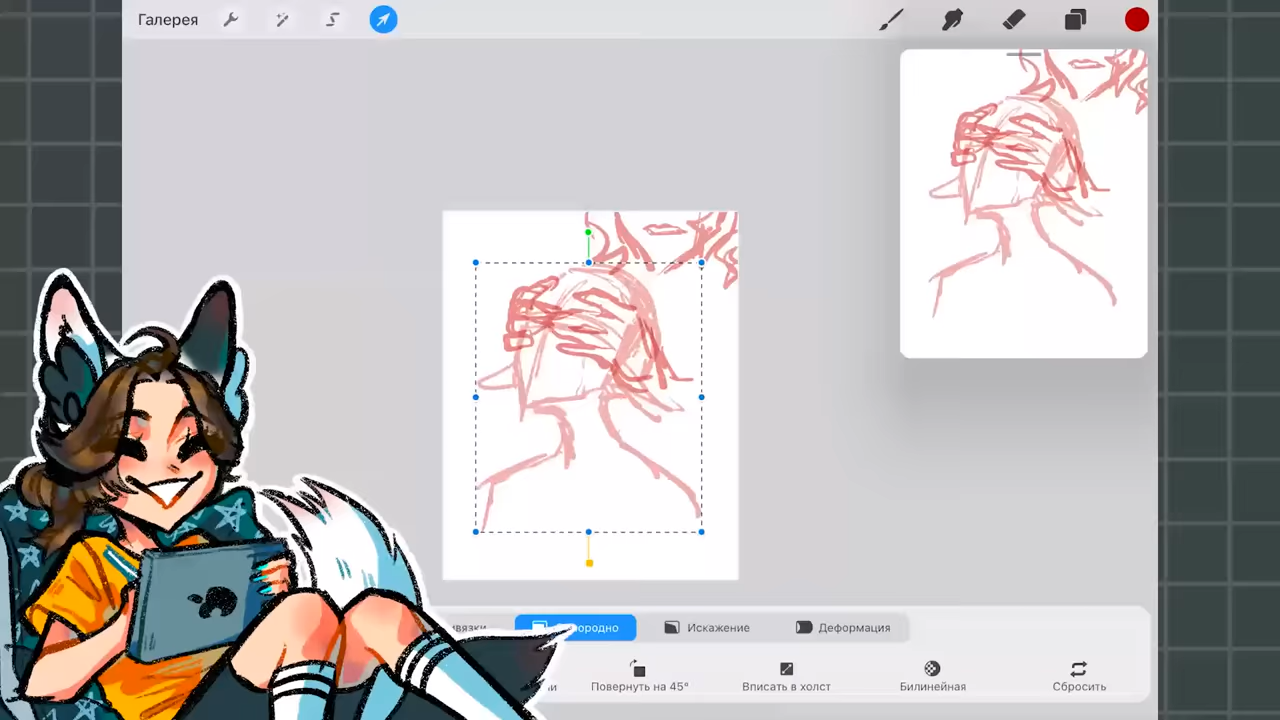 Галерея
Искажение
Деформация
Повернуть на 45°
Вписать в холст
Билинейная
Сбросить